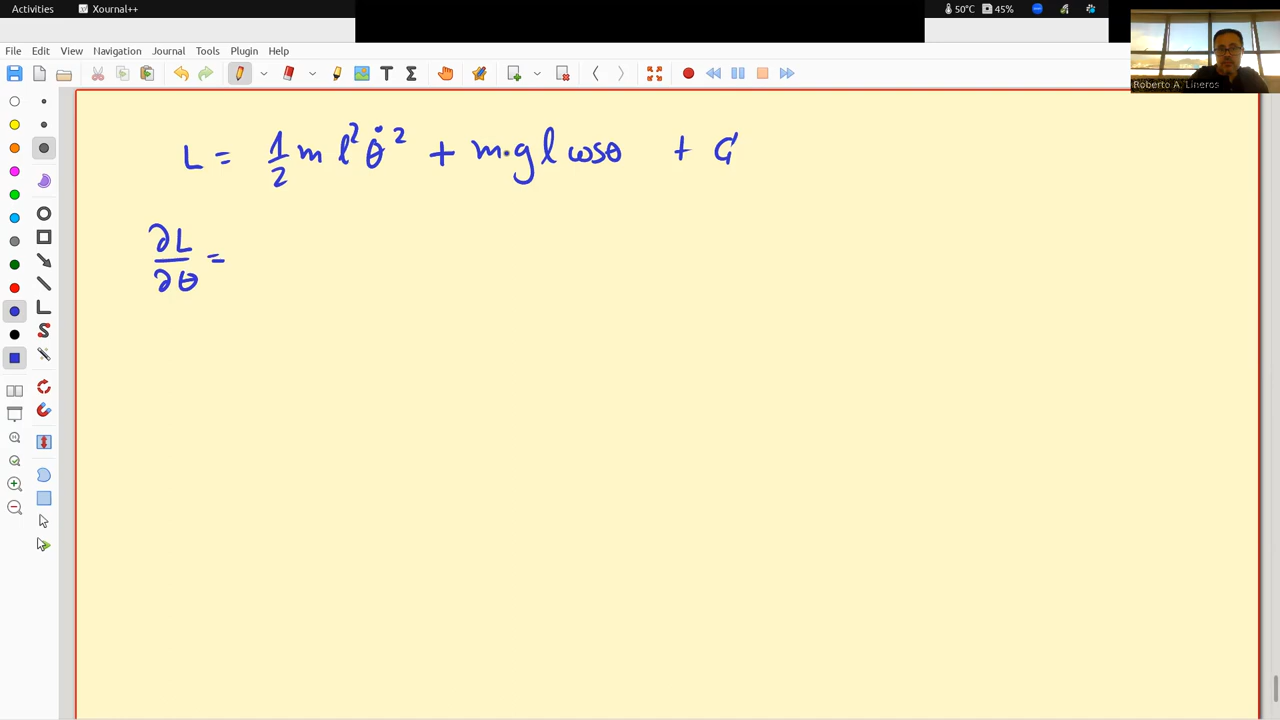 Activities Xournal++ 50°C 45%
File Edit View Navigation Journal Tools Plugin Help
Roberto A. Lineros
L = 1/2 m l² θ̇² + m·g l cosθ + C
∂L/∂θ =